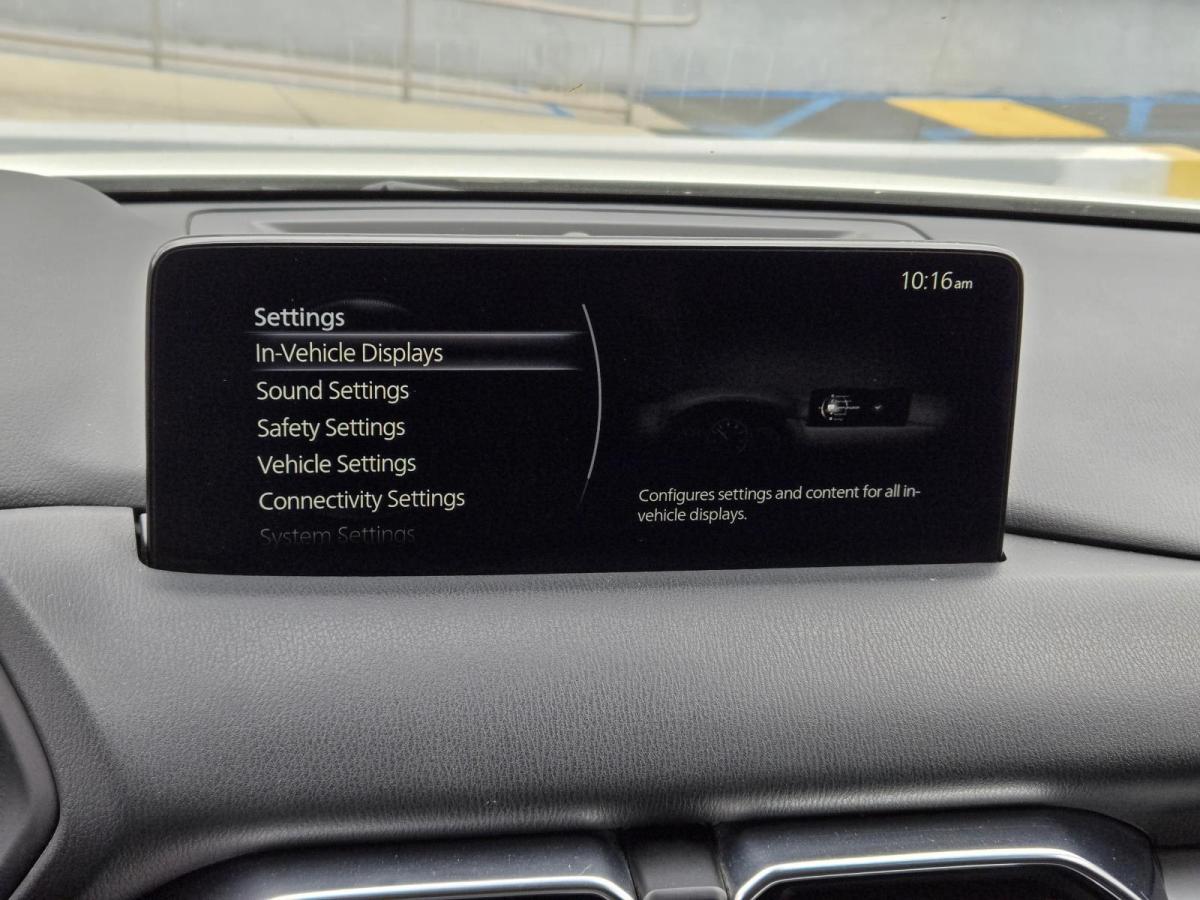 10:16am
Settings
In-Vehicle Displays
Sound Settings
Safety Settings
Vehicle Settings
Connectivity Settings
System Settings
Configures settings and content for all in-
vehicle displays.